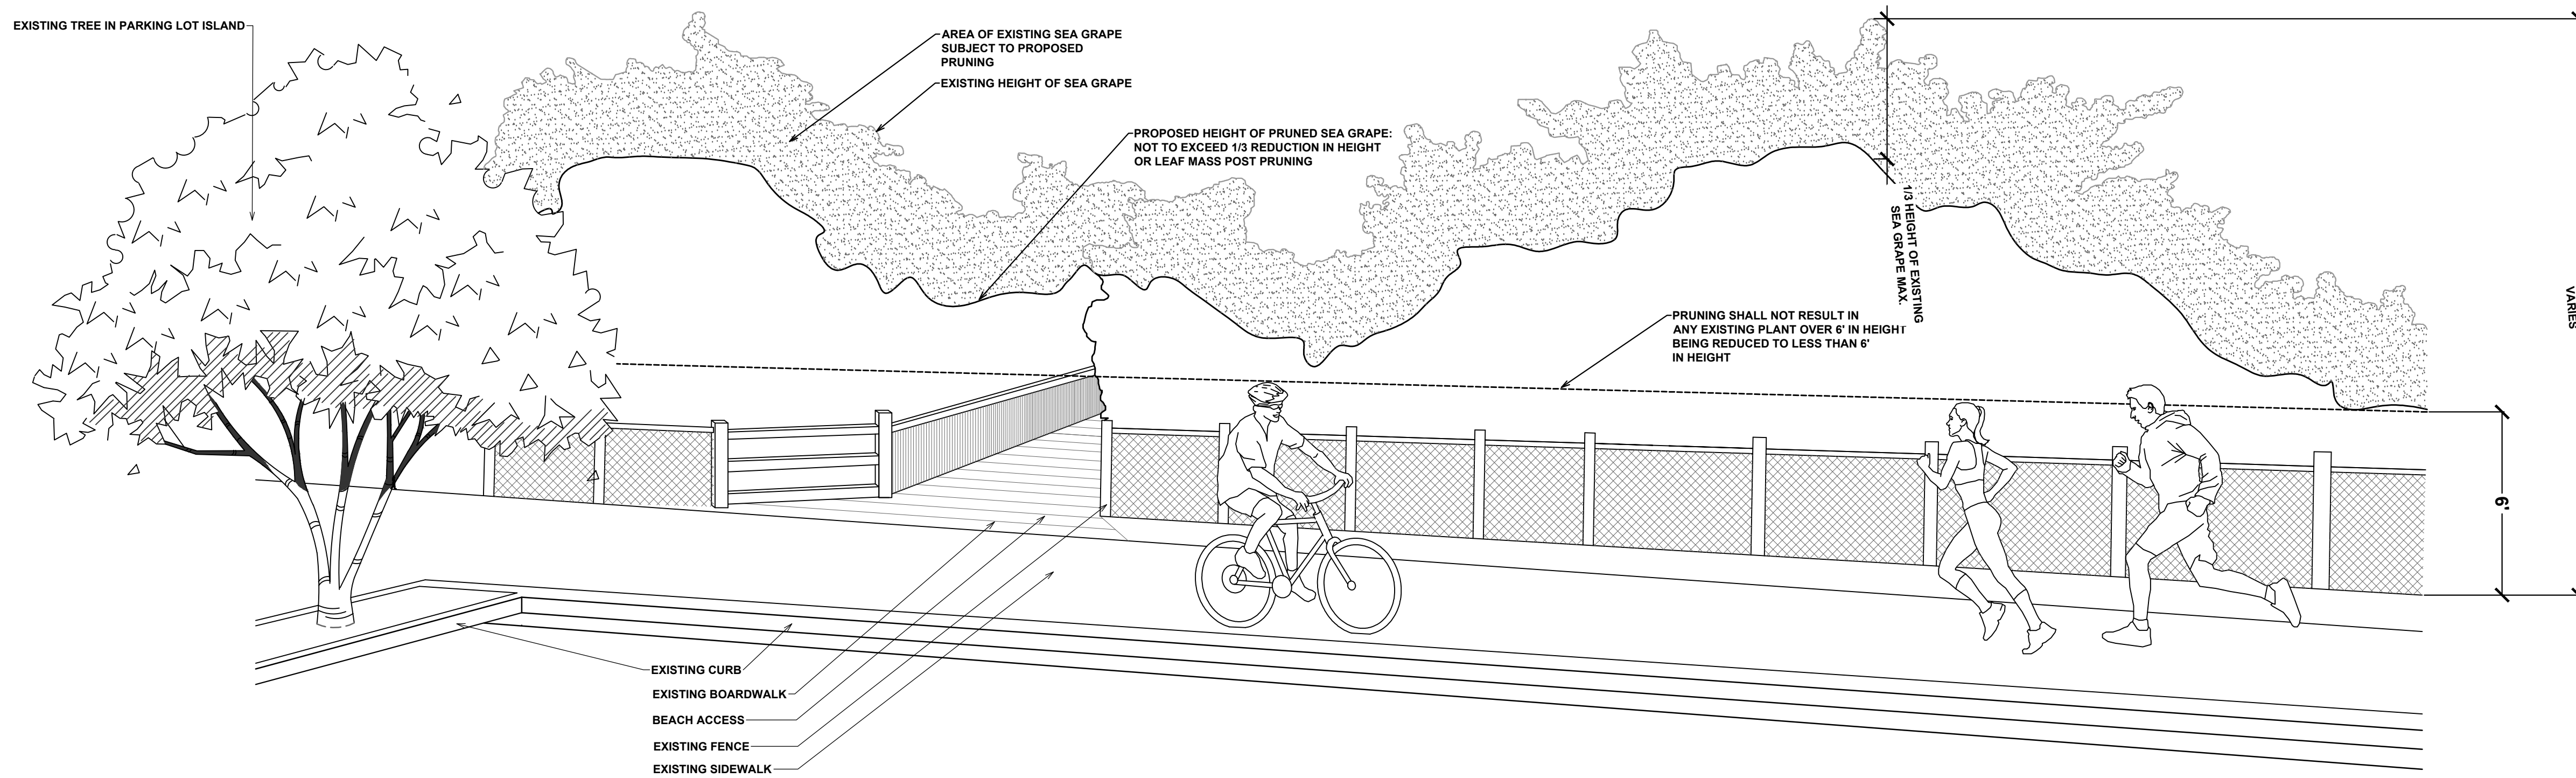 EXISTING TREE IN PARKING LOT ISLAND
AREA OF EXISTING SEA GRAPE
SUBJECT TO PROPOSED
PRUNING
EXISTING HEIGHT OF SEA GRAPE
PROPOSED HEIGHT OF PRUNED SEA GRAPE:
NOT TO EXCEED 1/3 REDUCTION IN HEIGHT
OR LEAF MASS POST PRUNING
1/3 HEIGHT OF EXISTING
SEA GRAPE MAX.
VARIES
PRUNING SHALL NOT RESULT IN
ANY EXISTING PLANT OVER 6' IN HEIGHT
BEING REDUCED TO LESS THAN 6'
IN HEIGHT
6'
EXISTING CURB
EXISTING BOARDWALK
BEACH ACCESS
EXISTING FENCE
EXISTING SIDEWALK